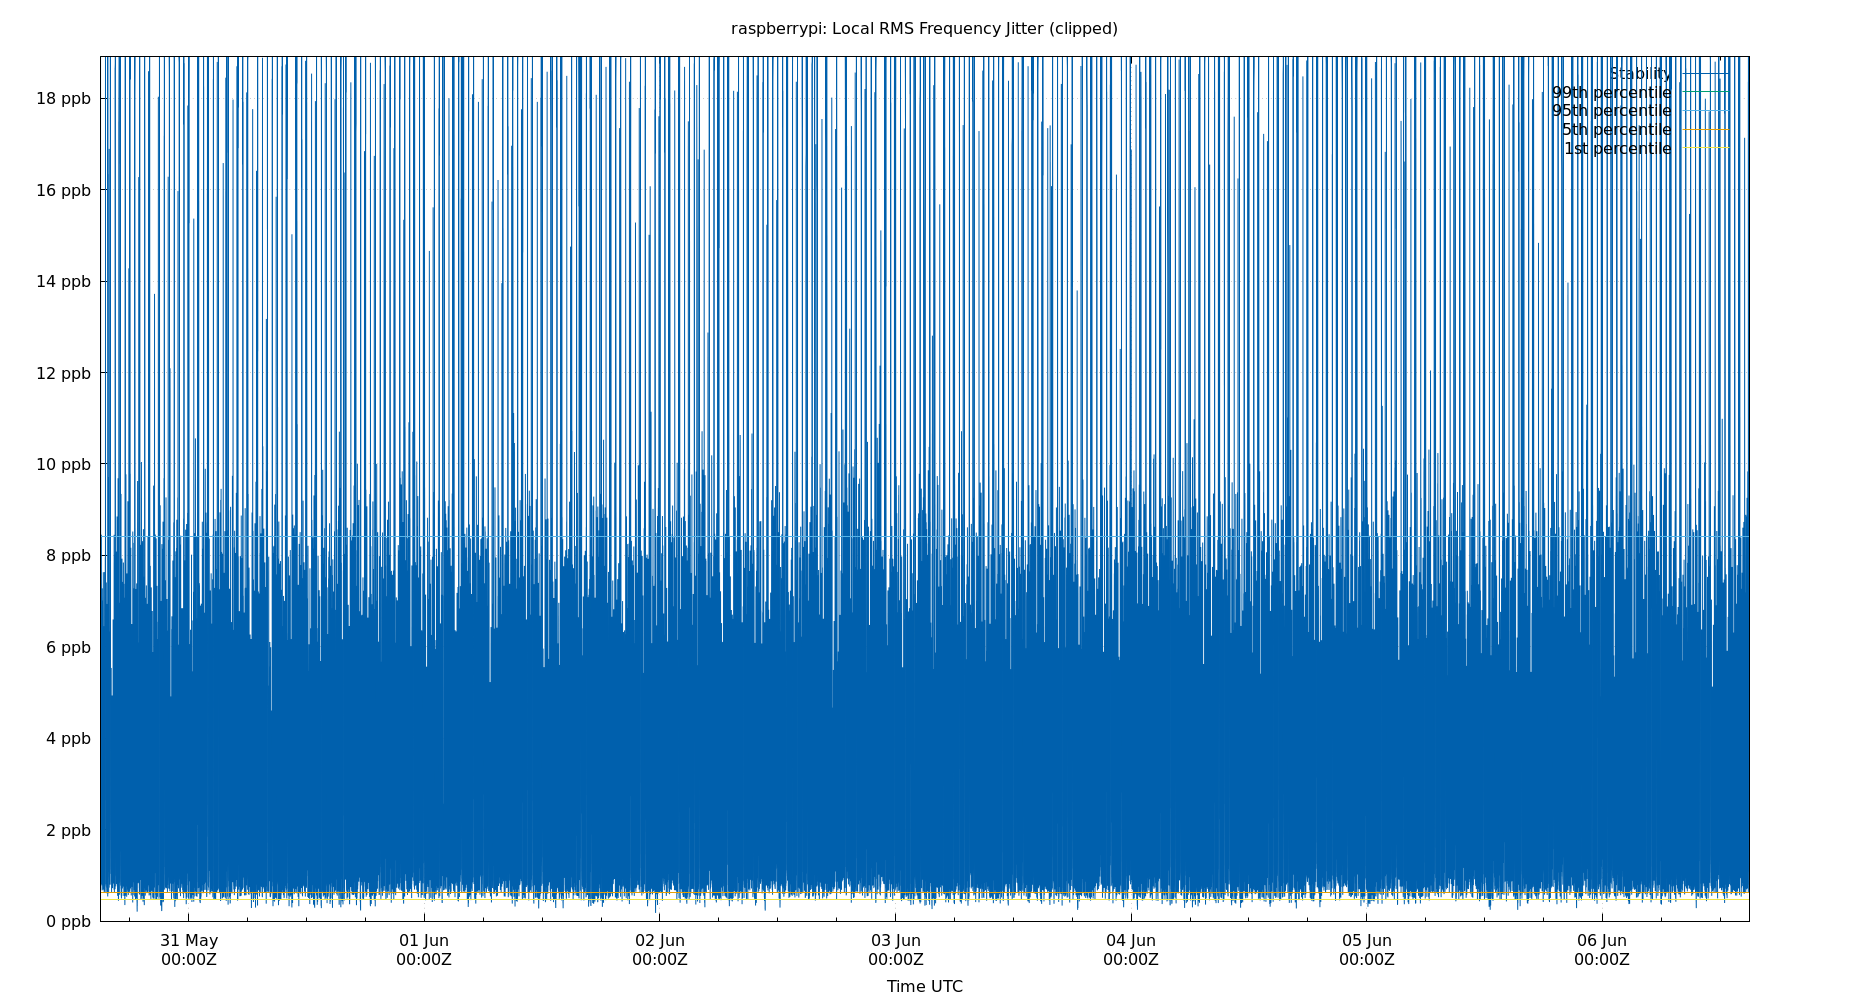 raspberrypi: Local RMS Frequency Jitter (clipped)
Stability
99th percentile
95th percentile
5th percentile
1st percentile
18 ppb
16 ppb
14 ppb
12 ppb
10 ppb
8 ppb
6 ppb
4 ppb
2 ppb
0 ppb
31 May 01 Jun 02 Jun 03 Jun 04 Jun 05 Jun 06 Jun
00:00Z 00:00Z 00:00Z 00:00Z 00:00Z 00:00Z 00:00Z
Time UTC